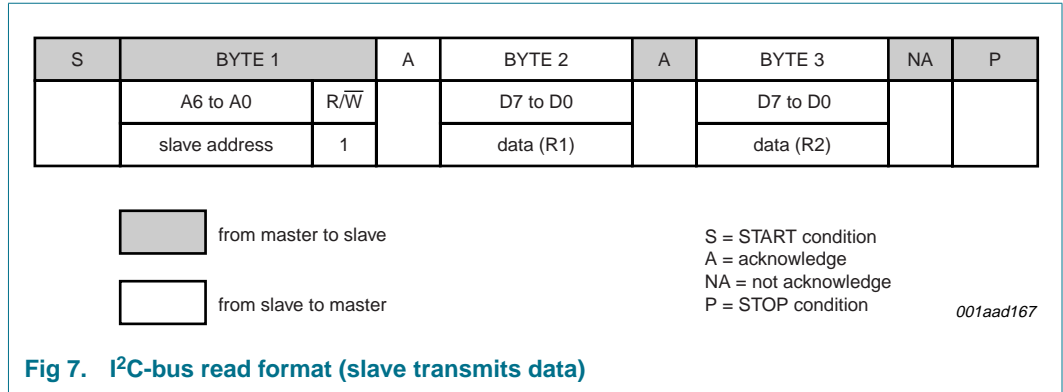 S BYTE 1 A BYTE 2 A BYTE 3 NA P
A6 to A0 R/W̅ D7 to D0 D7 to D0
slave address 1 data (R1) data (R2)
from master to slave
from slave to master
S = START condition
A = acknowledge
NA = not acknowledge
P = STOP condition
001aad167
Fig 7. I²C-bus read format (slave transmits data)